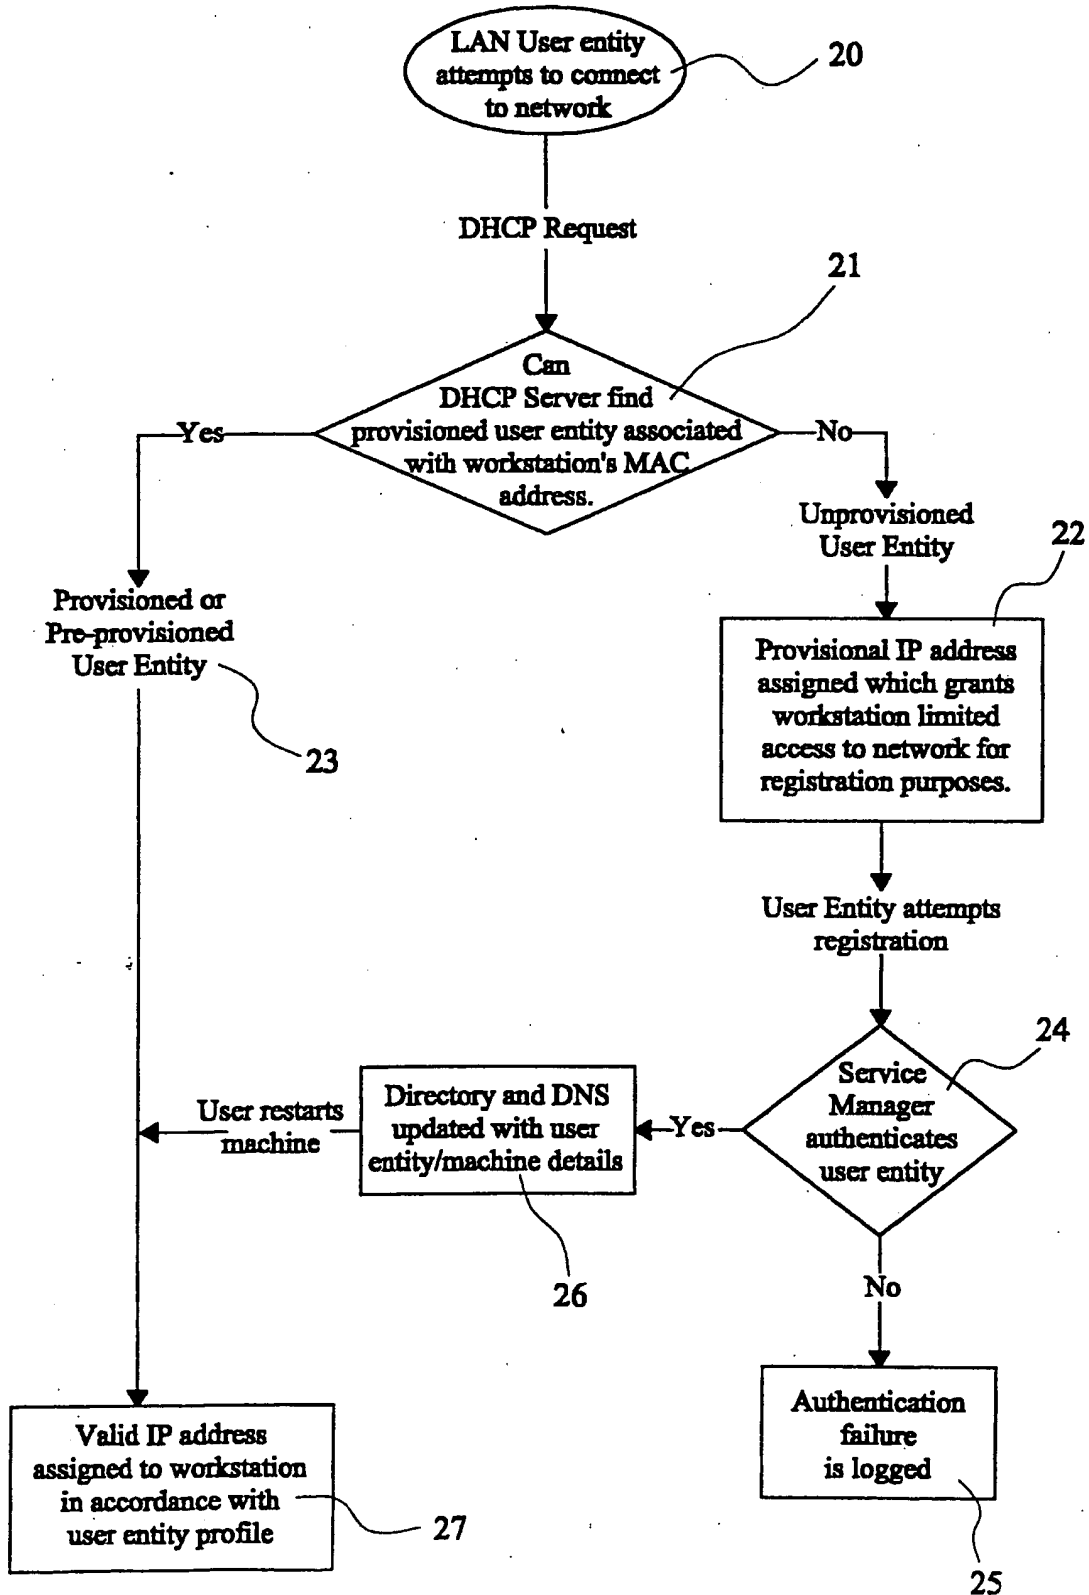 LAN User entity
attempts to connect
to network
20
DHCP Request
21
Can
DHCP Server find
provisioned user entity associated
with workstation's MAC
address.
Yes
No
Unprovisioned
User Entity
22
Provisioned or
Pre-provisioned
User Entity
23
Provisional IP address
assigned which grants
workstation limited
access to network for
registration purposes.
User Entity attempts
registration
24
Service
Manager
authenticates
user entity
Yes
Directory and DNS
updated with user
entity/machine details
26
User restarts
machine
No
Authentication
failure
is logged
25
Valid IP address
assigned to workstation
in accordance with
user entity profile
27